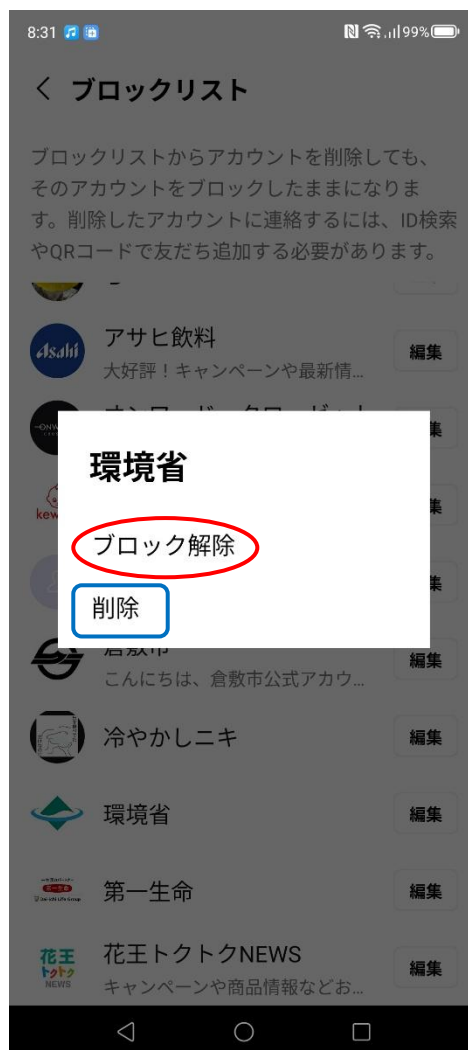 8:31
99%
ブロックリスト
ブロックリストからアカウントを削除しても、
そのアカウントをブロックしたままになりま
す。削除したアカウントに連絡するには、ID検索
やQRコードで友だち追加する必要があります。
Asahi
アサヒ飲料
編集
大好評！キャンペーンや最新情...
環境省
ブロック解除
削除
倉敷市
編集
こんにちは、倉敷市公式アカウ...
冷やかしニキ
編集
環境省
編集
第一生命
編集
花王
トクトク
NEWS
花王トクトクNEWS
編集
キャンペーンや商品情報などお...